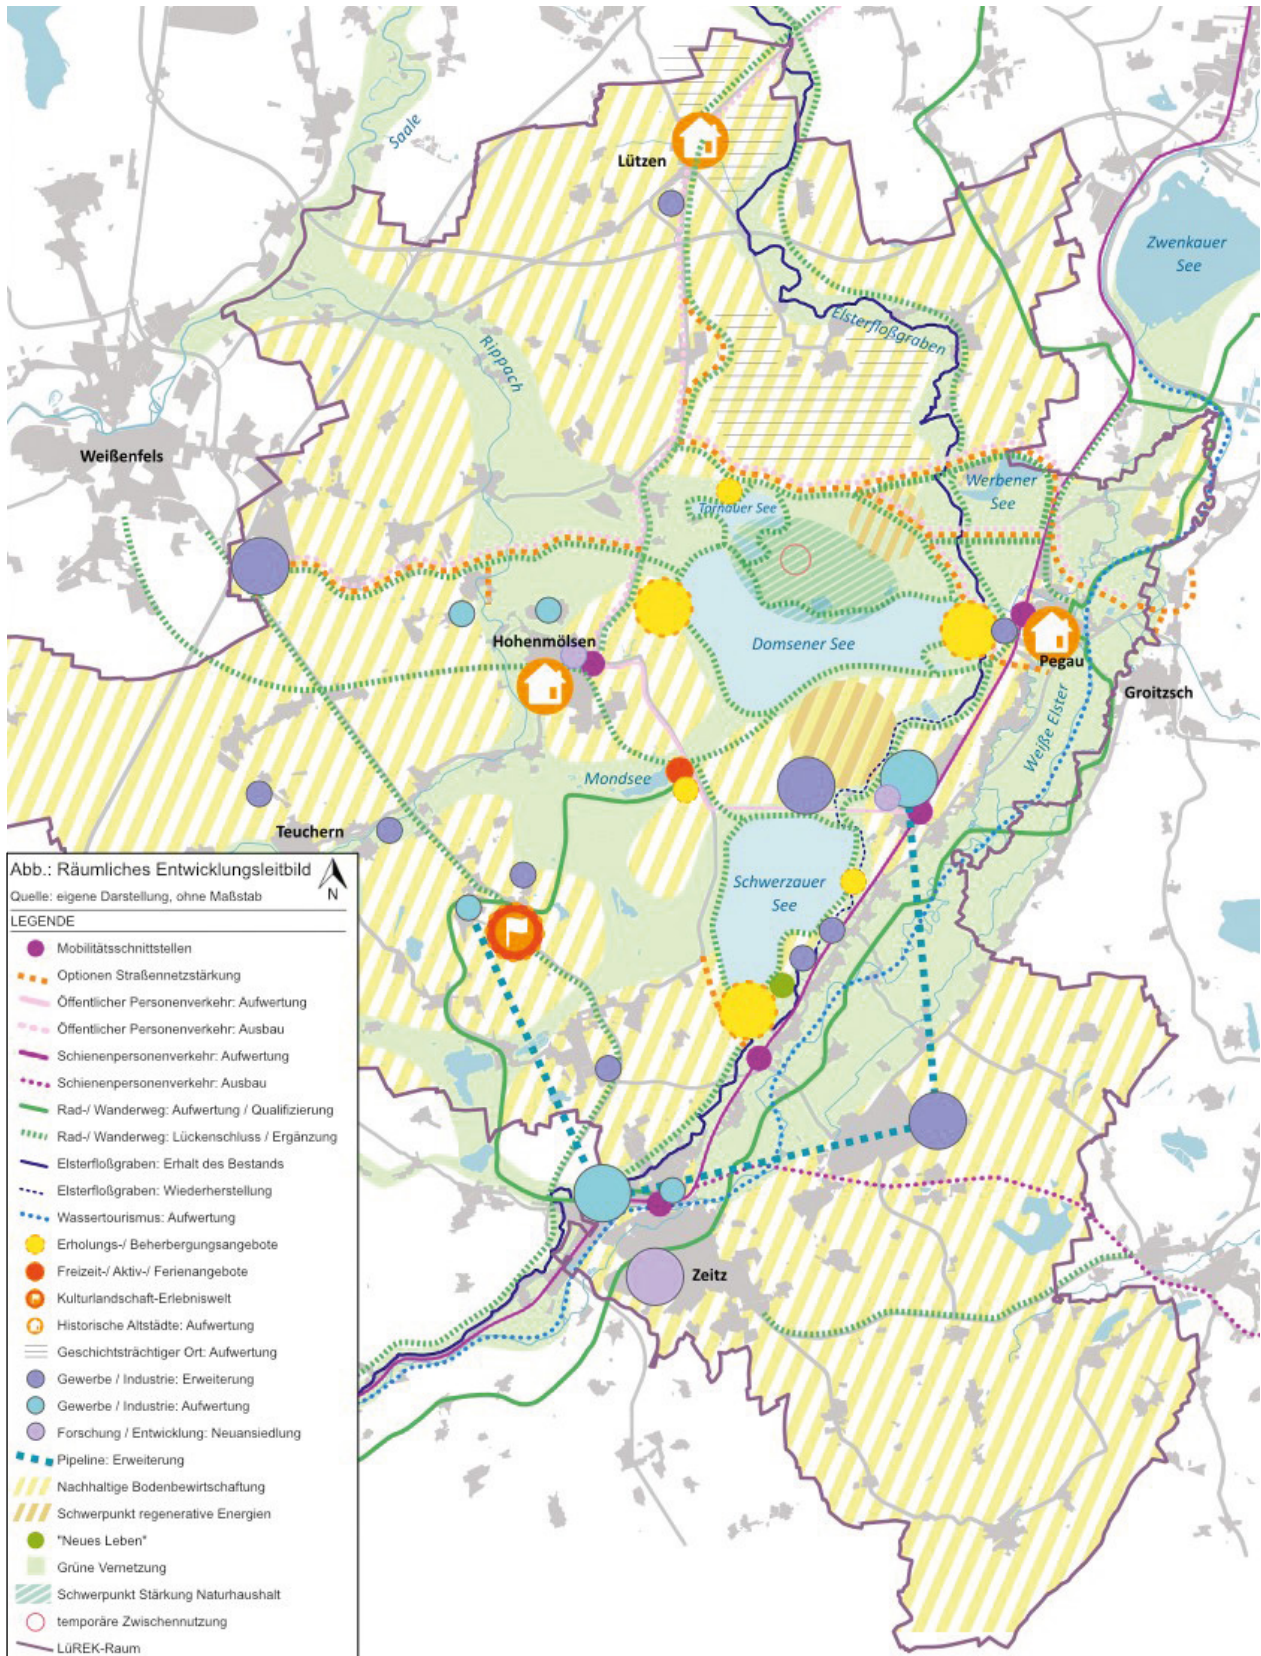 Saale
Lützen
Zwenkauer
See
Elsterfloßgraben
Rippach
Weißenfels
Werbener
See
Tornauer See
Hohenmölsen
Domsener See
Pegau
Groitzsch
Weiße Elster
Mondsee
Teuchern
Schwerzauer
See
Zeitz
Abb.: Räumliches Entwicklungsleitbild
N
Quelle: eigene Darstellung, ohne Maßstab
LEGENDE
Mobilitätsschnittstellen
Optionen Straßennetzstärkung
Öffentlicher Personenverkehr: Aufwertung
Öffentlicher Personenverkehr: Ausbau
Schienenpersonenverkehr: Aufwertung
Schienenpersonenverkehr: Ausbau
Rad-/ Wanderweg: Aufwertung / Qualifizierung
Rad-/ Wanderweg: Lückenschluss / Ergänzung
Elsterfloßgraben: Erhalt des Bestands
Elsterfloßgraben: Wiederherstellung
Wassertourismus: Aufwertung
Erholungs-/ Beherbergungsangebote
Freizeit-/ Aktiv-/ Ferienangebote
Kulturlandschaft-Erlebniswelt
Historische Altstädte: Aufwertung
Geschichtsträchtiger Ort: Aufwertung
Gewerbe / Industrie: Erweiterung
Gewerbe / Industrie: Aufwertung
Forschung / Entwicklung: Neuansiedlung
Pipeline: Erweiterung
Nachhaltige Bodenbewirtschaftung
Schwerpunkt regenerative Energien
"Neues Leben"
Grüne Vernetzung
Schwerpunkt Stärkung Naturhaushalt
temporäre Zwischennutzung
LüREK-Raum